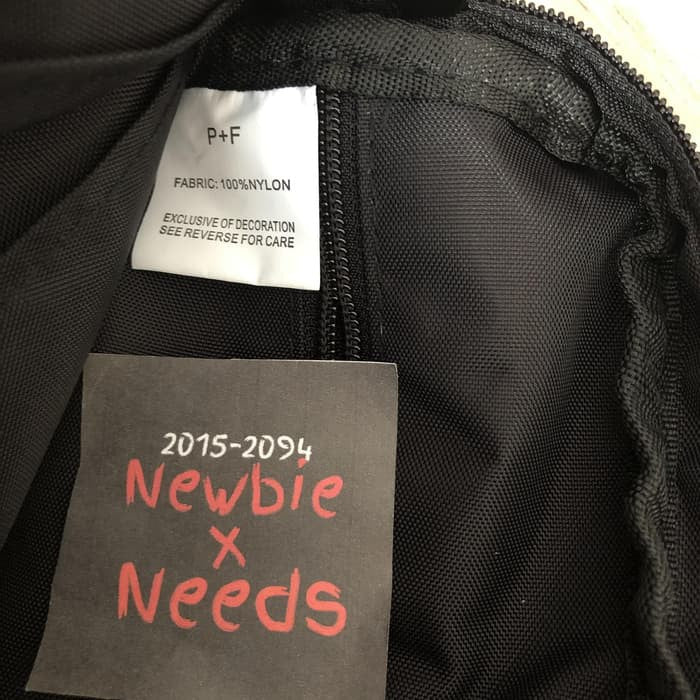 P+F
FABRIC: 100%NYLON
EXCLUSIVE OF DECORATION
SEE REVERSE FOR CARE
2015-2094
Newbie
x
Needs